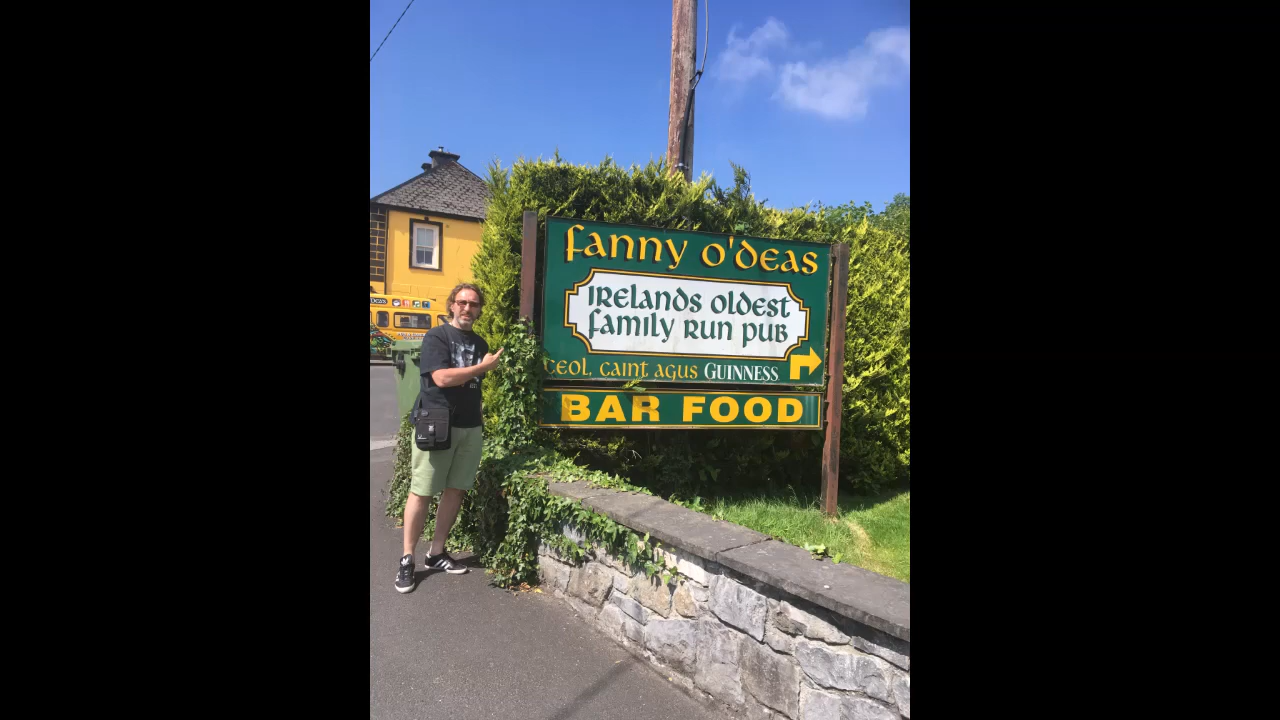 fanny o'deas
IRELANDS OLDEST
family RUN PUB
CEOL, CAINT AGUS GUINNESS
BAR FOOD